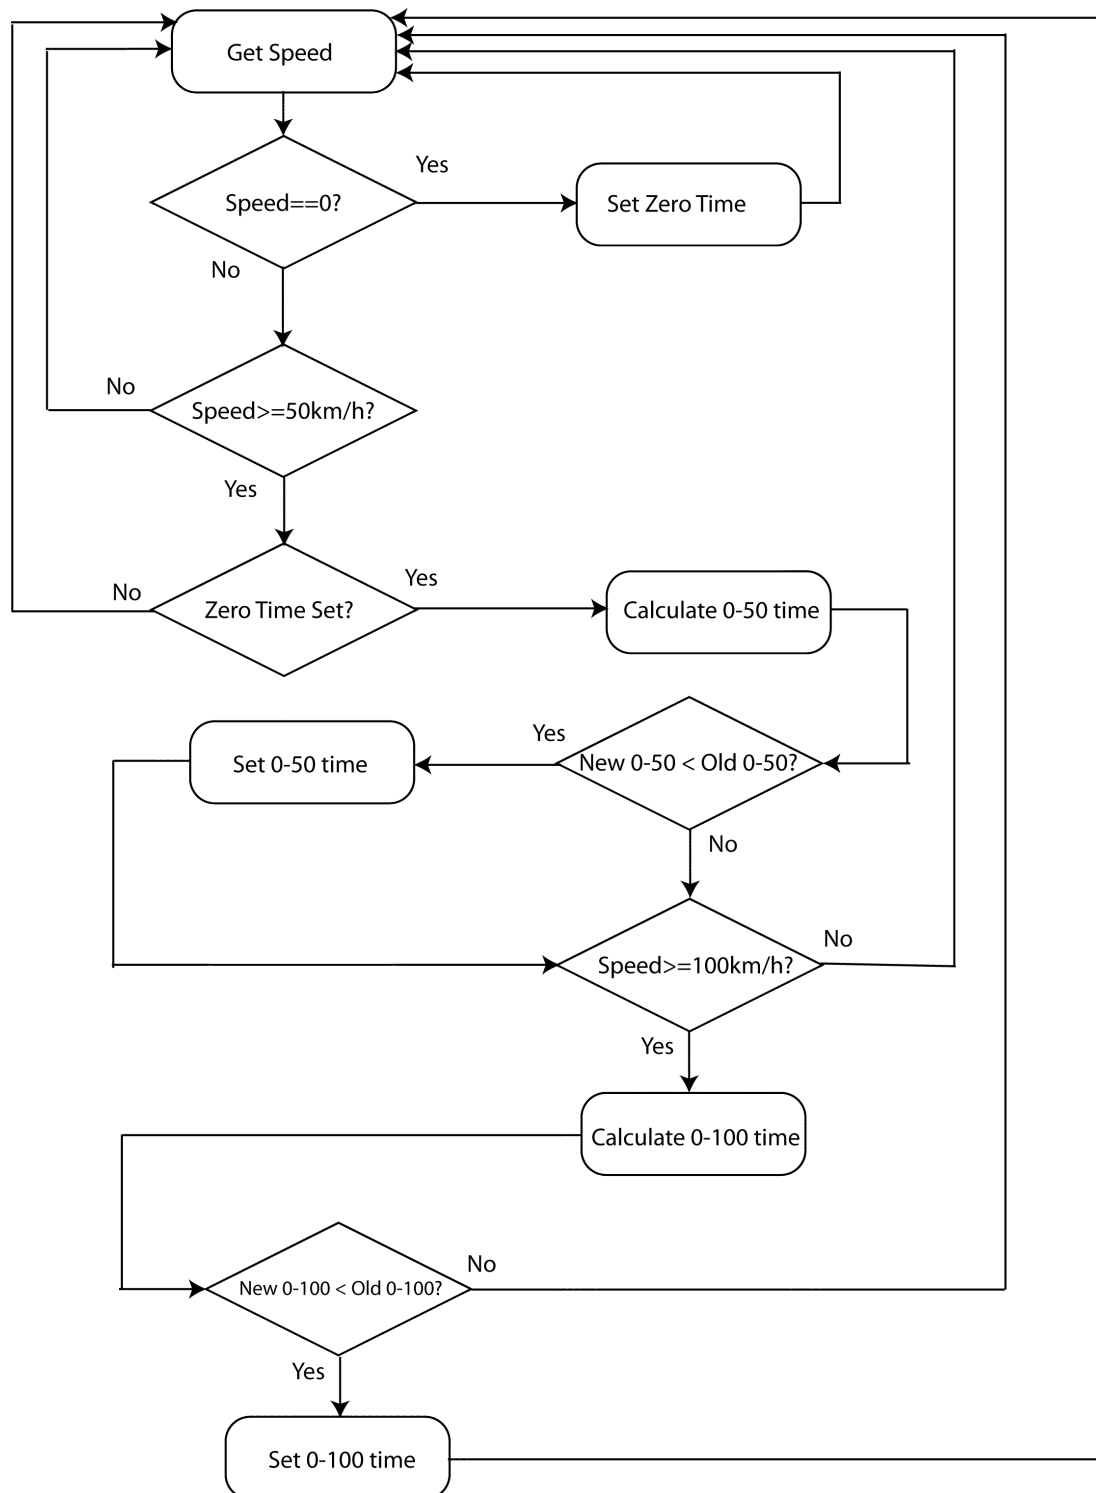 Get Speed
Speed==0?
Yes
Set Zero Time
No
Speed>=50km/h?
No
Yes
Zero Time Set?
No
Yes
Calculate 0-50 time
New 0-50 < Old 0-50?
Yes
Set 0-50 time
No
Speed>=100km/h?
No
Yes
Calculate 0-100 time
New 0-100 < Old 0-100?
No
Yes
Set 0-100 time